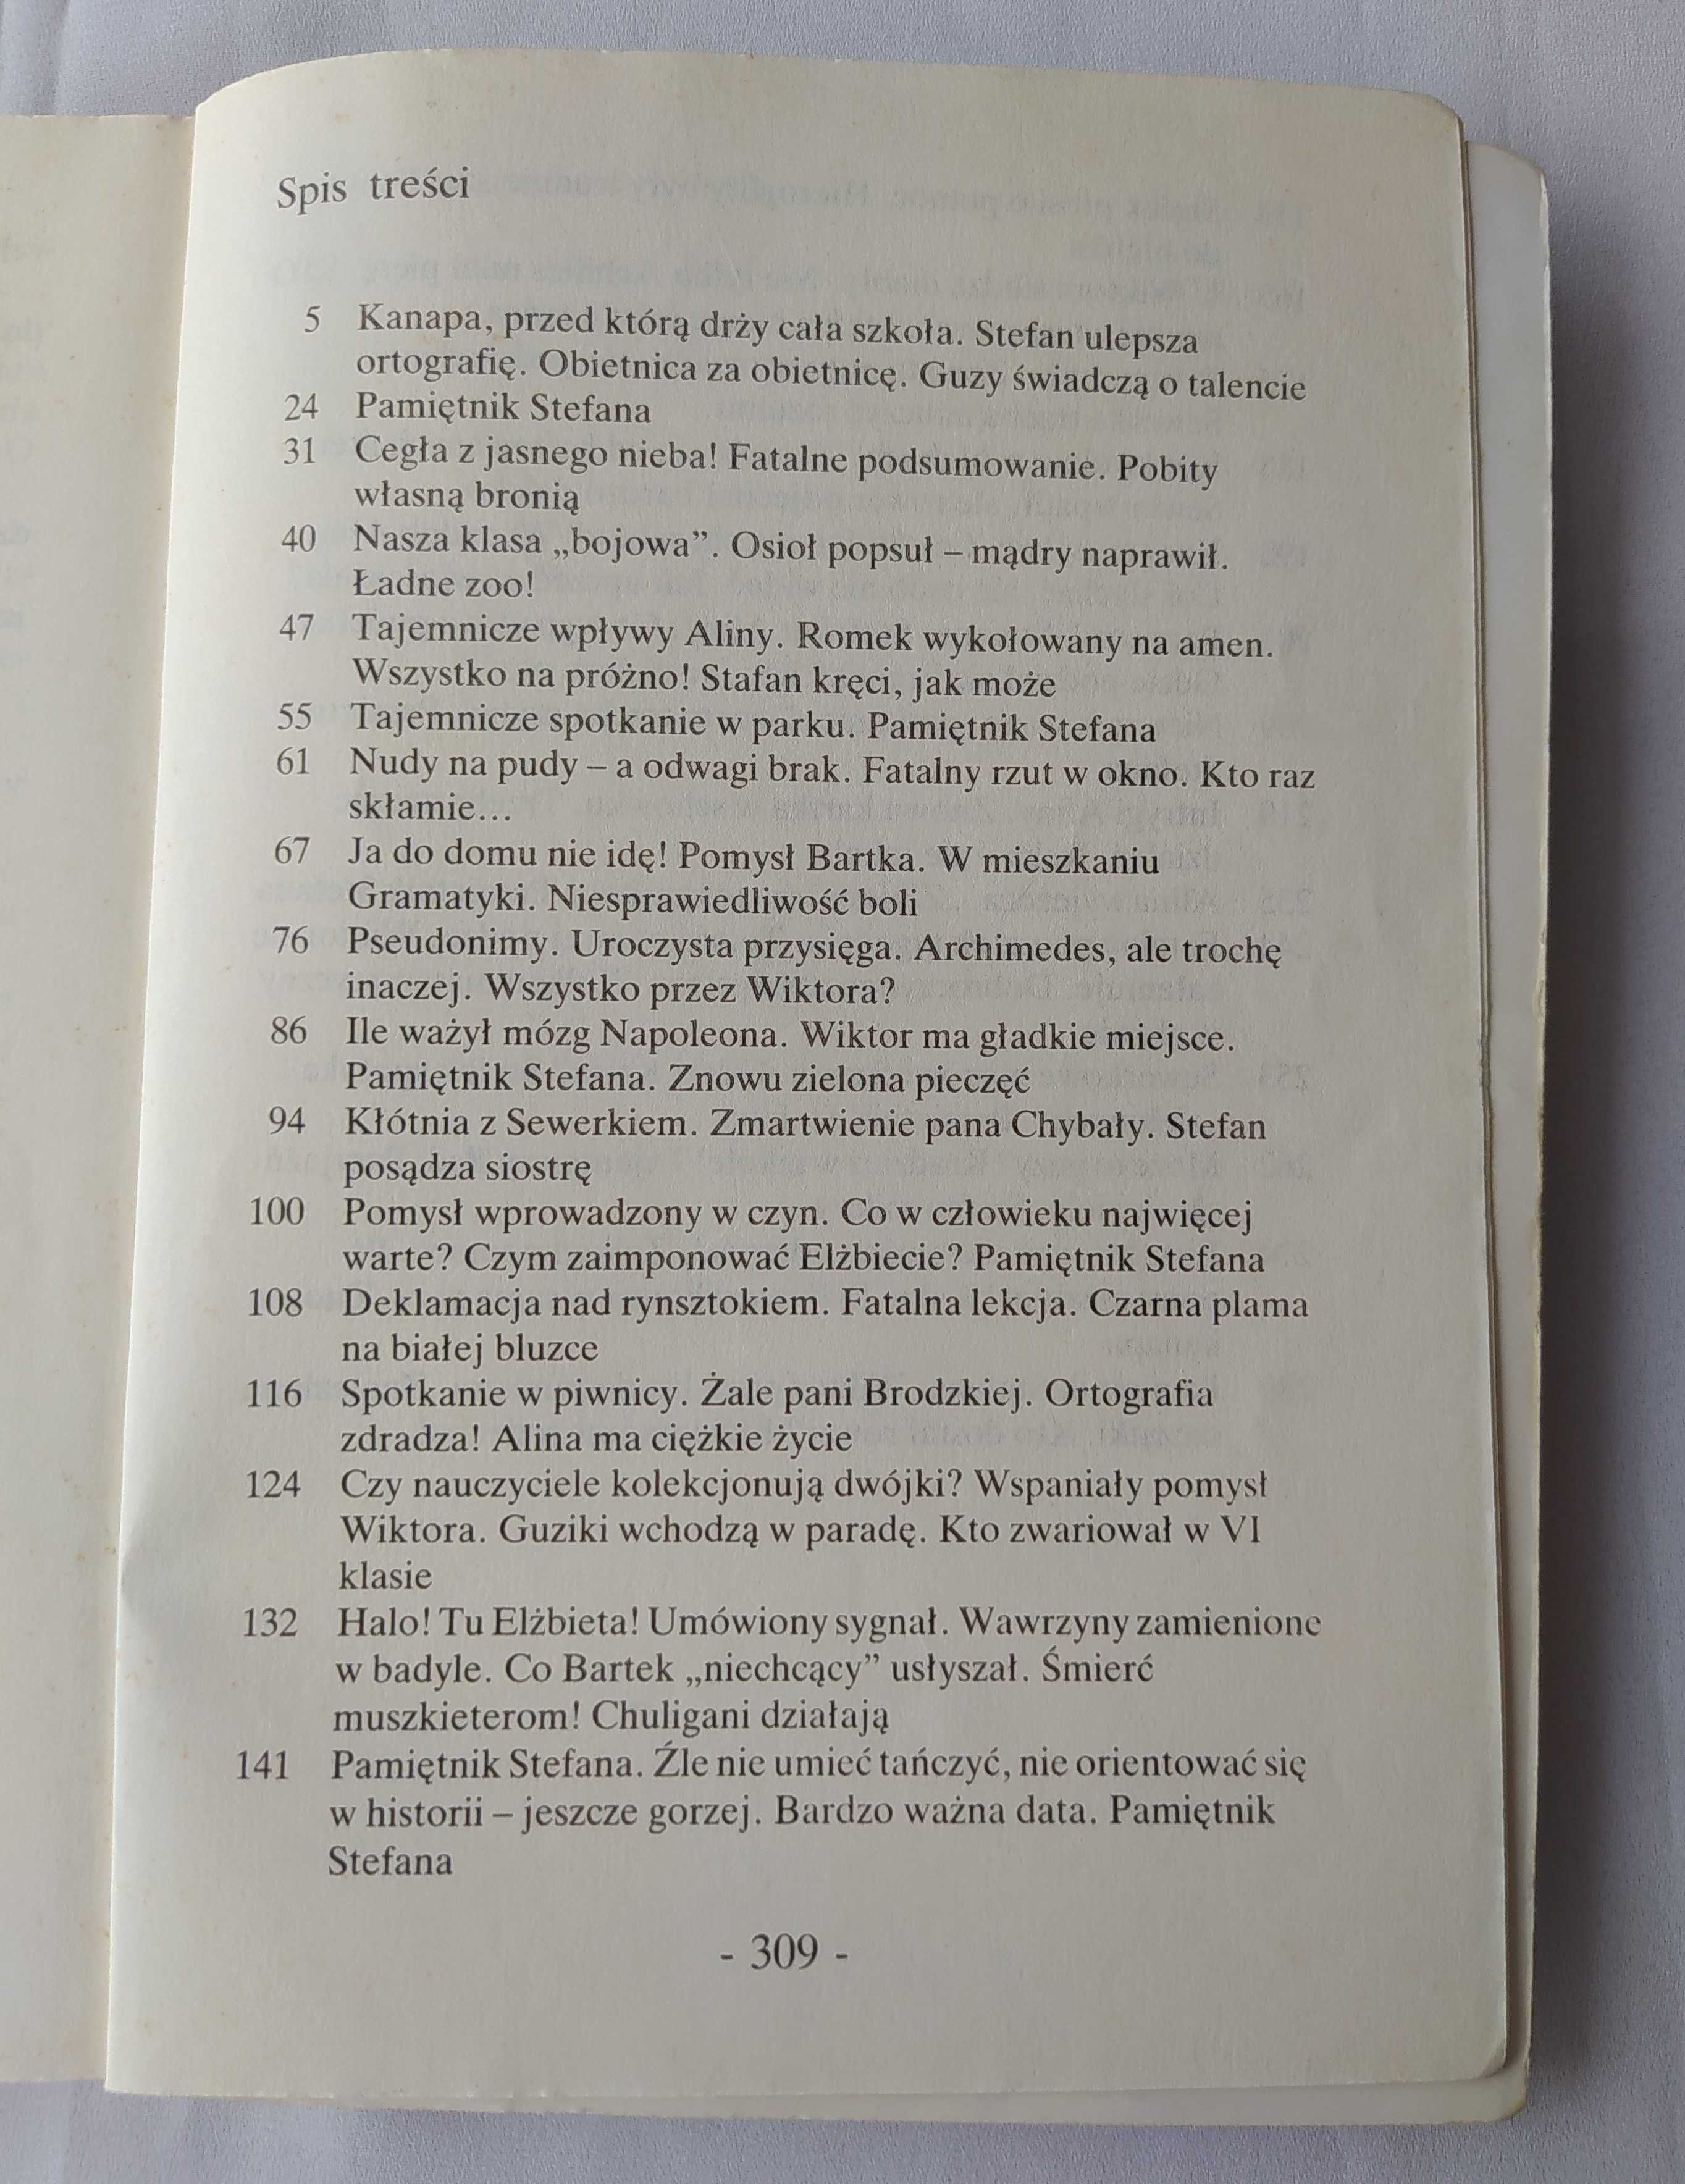 Spis treści
5 Kanapa, przed którą drży cała szkoła. Stefan ulepsza
ortografię. Obietnica za obietnicę. Guzy świadczą o talencie
24 Pamiętnik Stefana
31 Cegła z jasnego nieba! Fatalne podsumowanie. Pobity
własną bronią
40 Nasza klasa „bojowa”. Osioł popsuł – mądry naprawił.
Ładne zoo!
47 Tajemnicze wpływy Aliny. Romek wykołowany na amen.
Wszystko na próżno! Stafan kręci, jak może
55 Tajemnicze spotkanie w parku. Pamiętnik Stefana
61 Nudy na pudy – a odwagi brak. Fatalny rzut w okno. Kto raz
skłamie...
67 Ja do domu nie idę! Pomysł Bartka. W mieszkaniu
Gramatyki. Niesprawiedliwość boli
76 Pseudonimy. Uroczysta przysięga. Archimedes, ale trochę
inaczej. Wszystko przez Wiktora?
86 Ile ważył mózg Napoleona. Wiktor ma gładkie miejsce.
Pamiętnik Stefana. Znowu zielona pieczęć
94 Kłótnia z Sewerkiem. Zmartwienie pana Chybały. Stefan
posądza siostrę
100 Pomysł wprowadzony w czyn. Co w człowieku najwięcej
warte? Czym zaimponować Elżbiecie? Pamiętnik Stefana
108 Deklamacja nad rynsztokiem. Fatalna lekcja. Czarna plama
na białej bluzce
116 Spotkanie w piwnicy. Żale pani Brodzkiej. Ortografia
zdradza! Alina ma ciężkie życie
124 Czy nauczyciele kolekcjonują dwójki? Wspaniały pomysł
Wiktora. Guziki wchodzą w paradę. Kto zwariował w VI
klasie
132 Halo! Tu Elżbieta! Umówiony sygnał. Wawrzyny zamienione
w badyle. Co Bartek „niechcący” usłyszał. Śmierć
muszkieterom! Chuligani działają
141 Pamiętnik Stefana. Źle nie umieć tańczyć, nie orientować się
w historii – jeszcze gorzej. Bardzo ważna data. Pamiętnik
Stefana
- 309 -